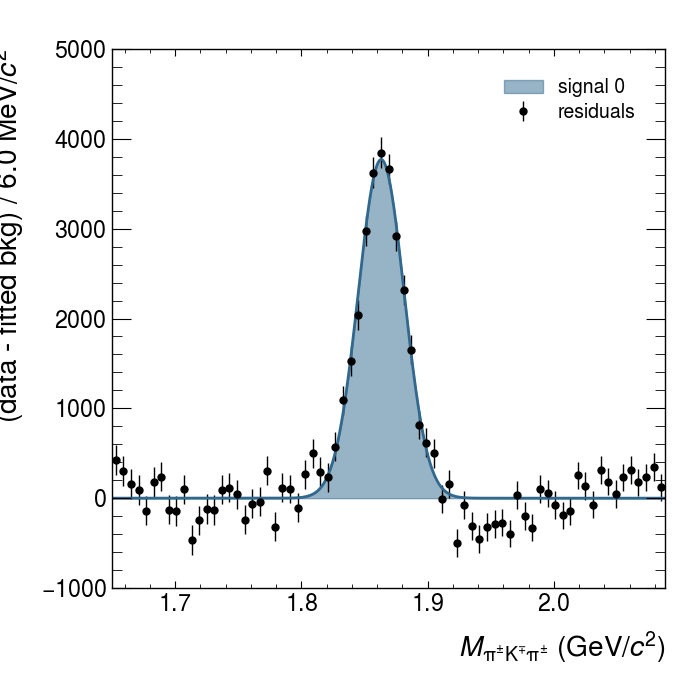 (data - fitted bkg) / 6.0 MeV/c²
5000
4000
3000
2000
1000
0
−1000
signal 0
residuals
1.7 1.8 1.9 2.0
Mπ±K∓π± (GeV/c²)